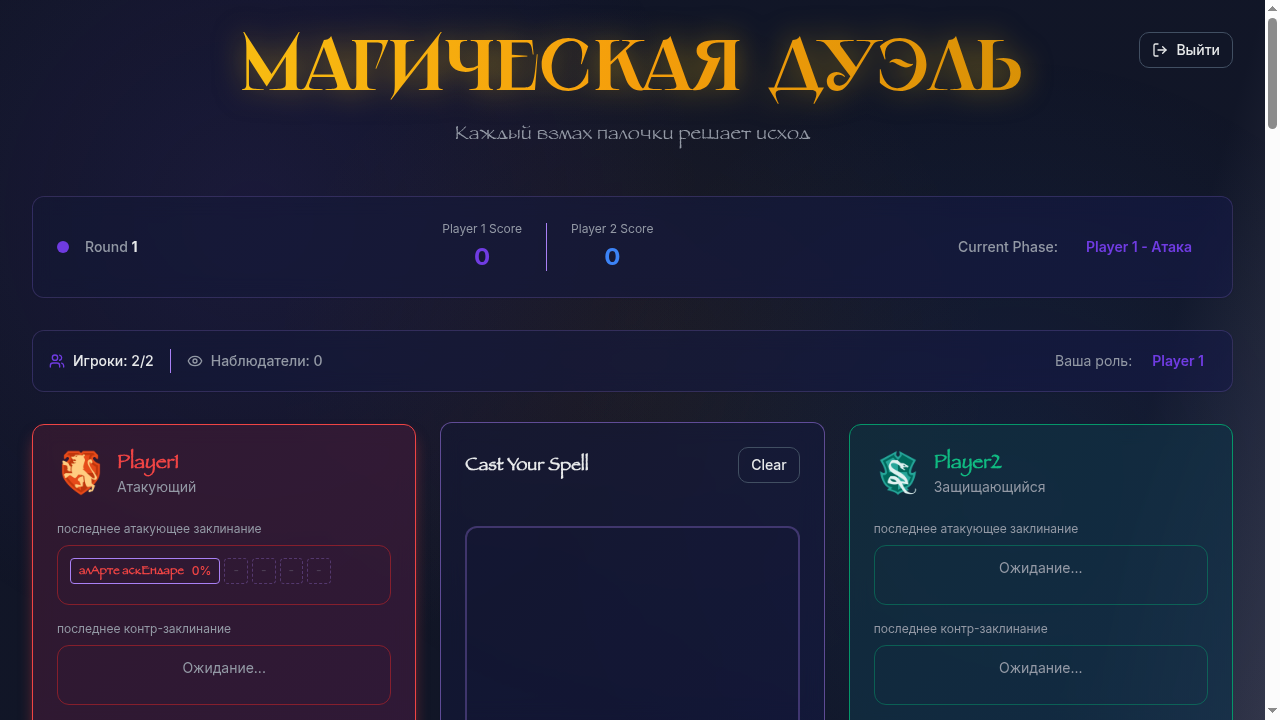 МАГИЧЕСКАЯ ДУЭЛЬ
Выйти
Каждый взмах палочки решает исход
Round 1
Player 1 Score
0
Player 2 Score
0
Current Phase:
Player 1 - Атака
Игроки: 2/2
Наблюдатели: 0
Ваша роль:
Player 1
Player1
Атакующий
последнее атакующее заклинание
алАрте аскЕндаре 0% - - - -
последнее контр-заклинание
Ожидание...
Cast Your Spell
Clear
Player2
Защищающийся
последнее атакующее заклинание
Ожидание...
последнее контр-заклинание
Ожидание...